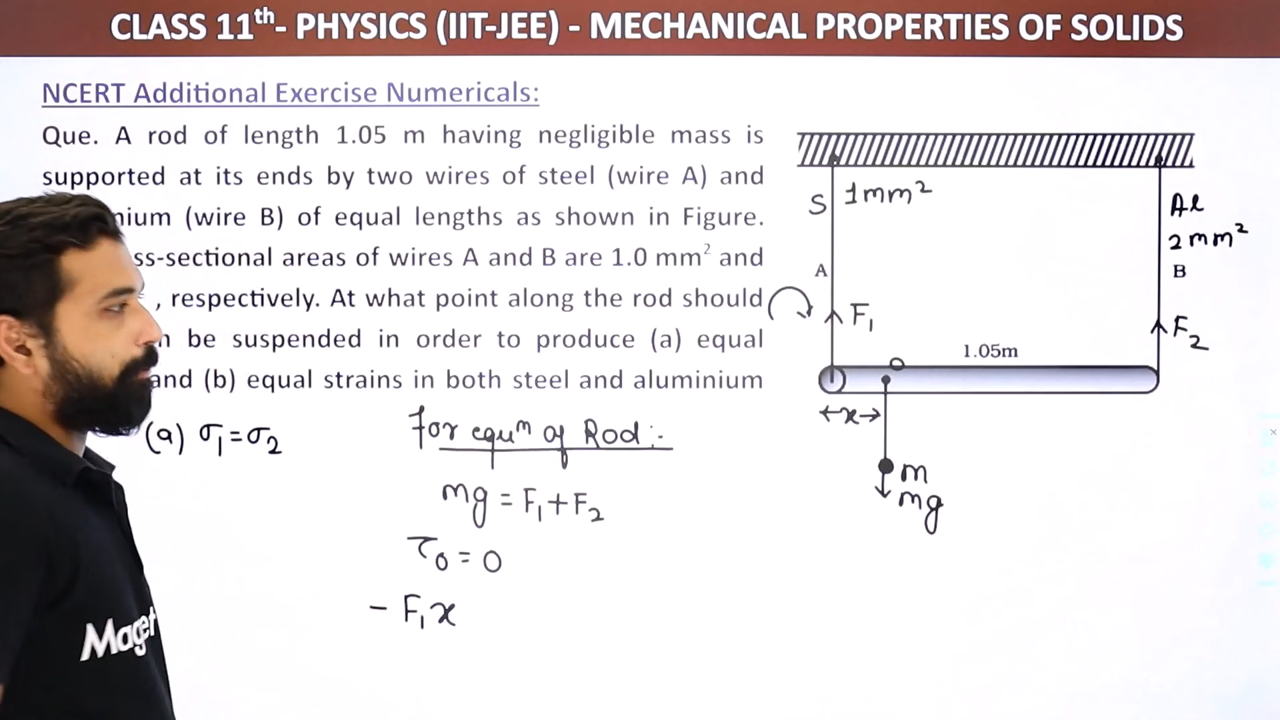 CLASS 11th- PHYSICS (IIT-JEE) - MECHANICAL PROPERTIES OF SOLIDS
NCERT Additional Exercise Numericals:
Que. A rod of length 1.05 m having negligible mass is
supported at its ends by two wires of steel (wire A) and
(wire B) of equal lengths as shown in Figure.
ss-sectional areas of wires A and B are 1.0 mm² and
, respectively. At what point along the rod should
be suspended in order to produce (a) equal
and (b) equal strains in both steel and aluminium
(a) σ₁=σ₂
For equⁿ of Rod :-
mg = F₁+F₂
τ₀ = 0
- F₁x
S 1mm²
Al
2mm²
A
B
F₁
F₂
O
1.05m
x
m
mg
Magnet